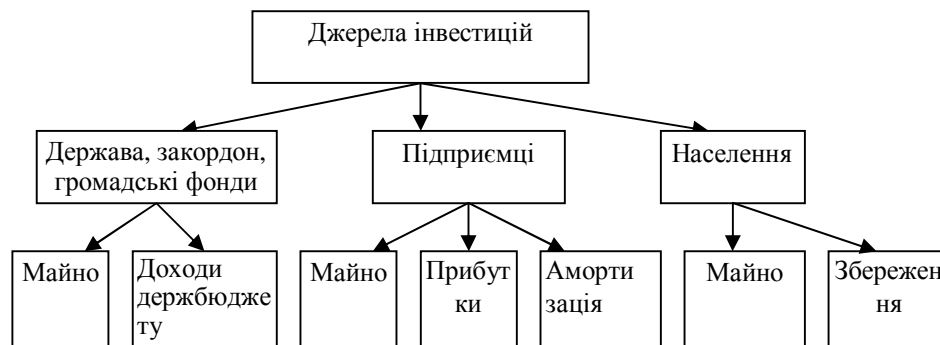 Джерела інвестицій
Держава, закордон,
громадські фонди
Підприємці
Населення
Майно
Доходи
держбюдже
ту
Майно
Прибут
ки
Аморти
зація
Майно
Збережен
ня